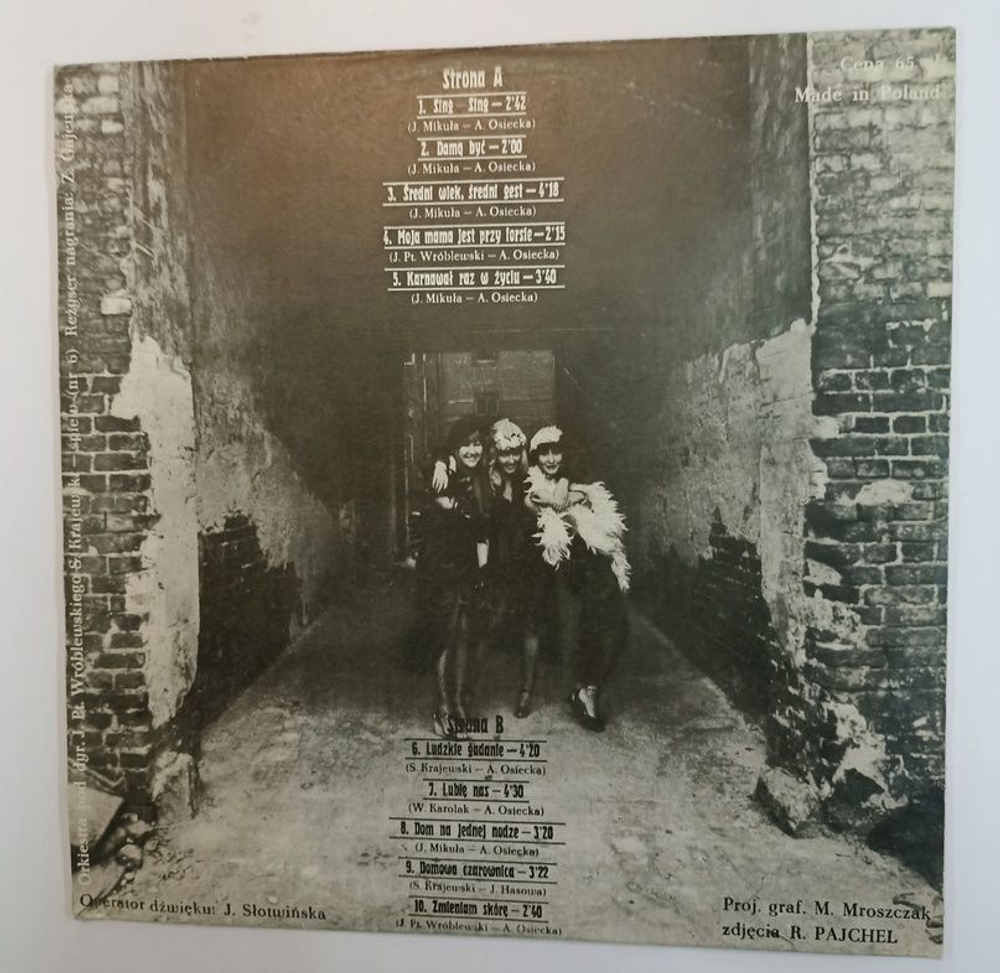 Strona A
1. Sing – Sing – 2'42
(J. Mikuła – A. Osiecka)
2. Damą być – 2'00
(J. Mikuła – A. Osiecka)
3. Średni wiek, średni gest – 4'18
(J. Mikuła – A. Osiecka)
4. Moja mama jest przy forsie – 2'15
(J. Pt. Wróblewski – A. Osiecka)
5. Karnawał raz w życiu – 3'40
(J. Mikuła – A. Osiecka)
Cena 65
Made in Poland
Orkiestra pod dyr. J. Pt. Wróblewskiego S. Krajewski – śpiew (nr 6) Reżyser nagrania: Z. Gajewska
Strona B
6. Ludzkie gadanie – 4'20
(S. Krajewski – A. Osiecka)
7. Lubię nas – 4'30
(W. Karolak – A. Osiecka)
8. Dom na jednej nodze – 3'20
(J. Mikuła – A. Osiecka)
9. Domowa czarownica – 3'22
(S. Krajewski – J. Hasowa)
10. Zmieniam skórę – 2'40
(J. Pt. Wróblewski – A. Osiecka)
Operator dźwięku: J. Słotwińska
Proj. graf. M. Mroszczak
zdjęcia R. PAJCHEL